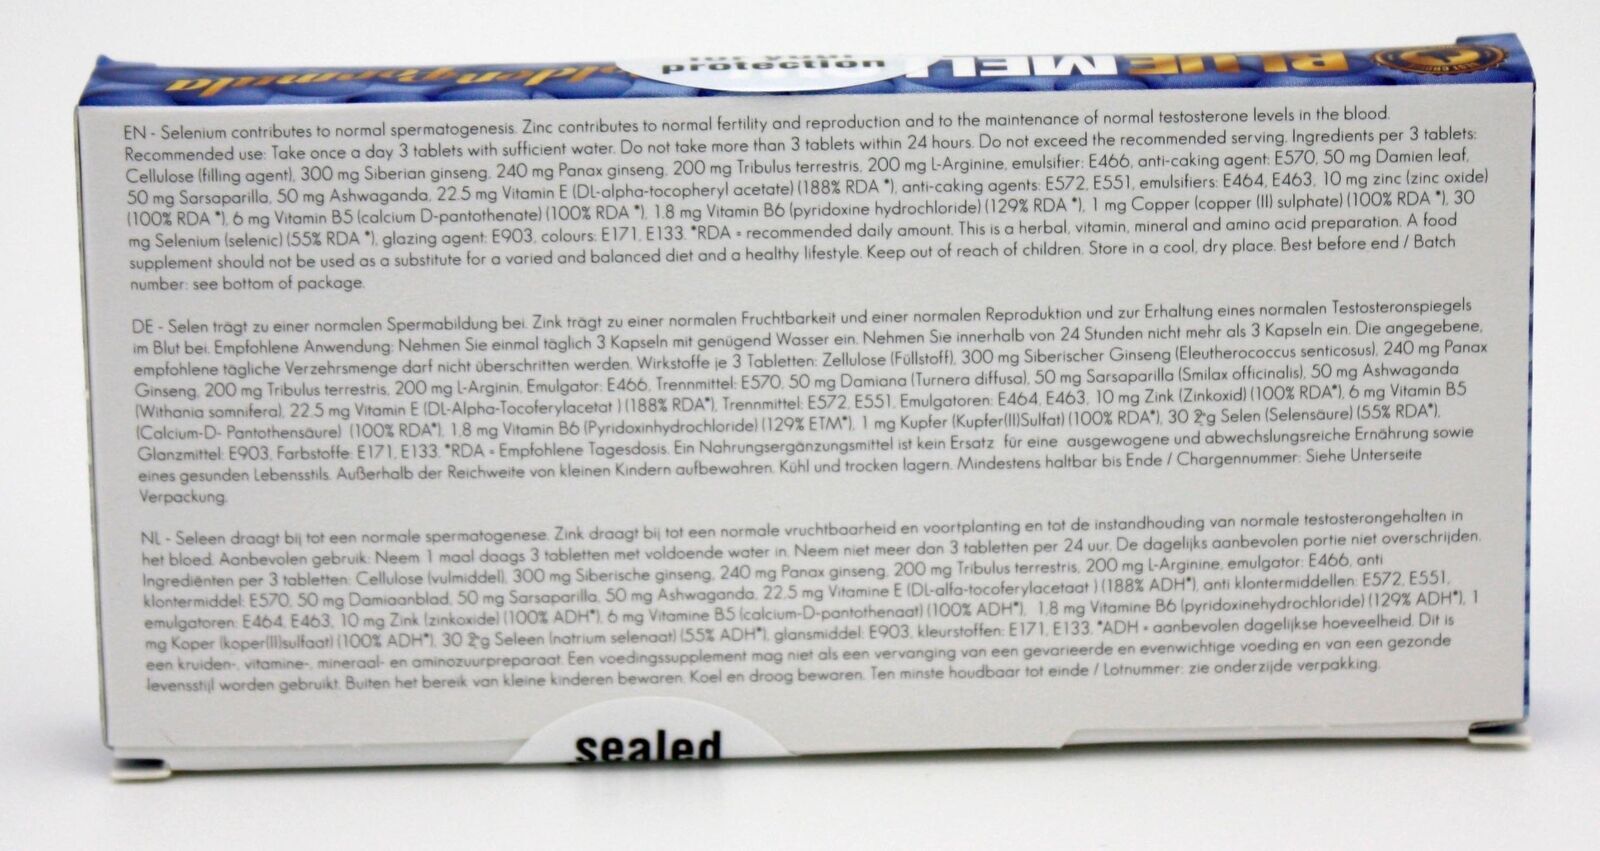 for your
protection
BLUE MEL
lden Formula
EN - Selenium contributes to normal spermatogenesis. Zinc contributes to normal fertility and reproduction and to the maintenance of normal testosterone levels in the blood.
Recommended use: Take once a day 3 tablets with sufficient water. Do not take more than 3 tablets within 24 hours. Do not exceed the recommended serving. Ingredients per 3 tablets:
Cellulose (filling agent), 300 mg Siberian ginseng, 240 mg Panax ginseng, 200 mg Tribulus terrestris, 200 mg L-Arginine, emulsifier: E466, anti-caking agent: E570, 50 mg Damien leaf,
50 mg Sarsaparilla, 50 mg Ashwaganda, 22.5 mg Vitamin E (DL-alpha-tocopheryl acetate) (188% RDA *), anti-caking agents: E572, E551, emulsifiers: E464, E463, 10 mg zinc (zinc oxide)
(100% RDA *), 6 mg Vitamin B5 (calcium D-pantothenate) (100% RDA *), 1.8 mg Vitamin B6 (pyridoxine hydrochloride) (129% RDA *), 1 mg Copper (copper (II) sulphate) (100% RDA *), 30
mg Selenium (selenic) (55% RDA *), glazing agent: E903, colours: E171, E133. *RDA = recommended daily amount. This is a herbal, vitamin, mineral and amino acid preparation. A food
supplement should not be used as a substitute for a varied and balanced diet and a healthy lifestyle. Keep out of reach of children. Store in a cool, dry place. Best before end / Batch
number: see bottom of package.
DE - Selen trägt zu einer normalen Spermabildung bei. Zink trägt zu einer normalen Fruchtbarkeit und einer normalen Reproduktion und zur Erhaltung eines normalen Testosteronspiegels
im Blut bei. Empfohlene Anwendung: Nehmen Sie einmal täglich 3 Kapseln mit genügend Wasser ein. Nehmen Sie innerhalb von 24 Stunden nicht mehr als 3 Kapseln ein. Die angegebene,
empfohlene tägliche Verzehrsmenge darf nicht überschritten werden. Wirkstoffe je 3 Tabletten: Zellulose (Füllstoff), 300 mg Siberischer Ginseng (Eleutherococcus senticosus), 240 mg Panax
Ginseng, 200 mg Tribulus terrestris, 200 mg L-Arginin, Emulgator: E466, Trennmittel: E570, 50 mg Damiana (Turnera diffusa), 50 mg Sarsaparilla (Smilax officinalis), 50 mg Ashwaganda
(Withania somnifera), 22.5 mg Vitamin E (DL-Alpha-Tocoferylacetat ) (188% RDA*), Trennmittel: E572, E551, Emulgatoren: E464, E463, 10 mg Zink (Zinkoxid) (100% RDA*), 6 mg Vitamin B5
(Calcium-D- Pantothensäure) (100% RDA*), 1.8 mg Vitamin B6 (Pyridoxinhydrochloride) (129% ETM*), 1 mg Kupfer (Kupfer(II)Sulfat) (100% RDA*), 30 g Selen (Selensäure) (55% RDA*),
Glanzmittel: E903, Farbstoffe: E171, E133. *RDA = Empfohlene Tagesdosis. Ein Nahrungsergänzungsmittel ist kein Ersatz für eine ausgewogene und abwechslungsreiche Ernährung sowie
eines gesunden Lebensstils. Außerhalb der Reichweite von kleinen Kindern aufbewahren. Kühl und trocken lagern. Mindestens haltbar bis Ende / Chargennummer: Siehe Unterseite
Verpackung.
NL - Seleen draagt bij tot een normale spermatogenese. Zink draagt bij tot een normale vruchtbaarheid en voortplanting en tot de instandhouding van normale testosterongehalten in
het bloed. Aanbevolen gebruik: Neem 1 maal daags 3 tabletten met voldoende water in. Neem niet meer dan 3 tabletten per 24 uur. De dagelijks aanbevolen portie niet overschrijden.
Ingrediënten per 3 tabletten: Cellulose (vulmiddel), 300 mg Siberische ginseng, 240 mg Panax ginseng, 200 mg Tribulus terrestris, 200 mg L-Arginine, emulgator: E466, anti
klontermiddel: E570, 50 mg Damiaanblad, 50 mg Sarsaparilla, 50 mg Ashwaganda, 22.5 mg Vitamine E (DL-alfa-tocoferylacetaat ) (188% ADH*), anti klontermiddellen: E572, E551,
emulgatoren: E464, E463, 10 mg Zink (zinkoxide) (100% ADH*), 6 mg Vitamine B5 (calcium-D-pantothenaat) (100% ADH*), 1,8 mg Vitamine B6 (pyridoxinehydrochloride) (129% ADH*), 1
mg Koper (koper(II)sulfaat) (100% ADH*), 30 g Seleen (natrium selenaat) (55% ADH*), glansmiddel: E903, kleurstoffen: E171, E133. *ADH = aanbevolen dagelijkse hoeveelheid. Dit is
een kruiden-, vitamine-, mineraal- en aminozuurpreparaat. Een voedingssupplement mag niet als een vervanging van een gevarieerde en evenwichtige voeding en van een gezonde
levensstijl worden gebruikt. Buiten het bereik van kleine kinderen bewaren. Koel en droog bewaren. Ten minste houdbaar tot einde / Lotnummer: zie onderzijde verpakking.
sealed